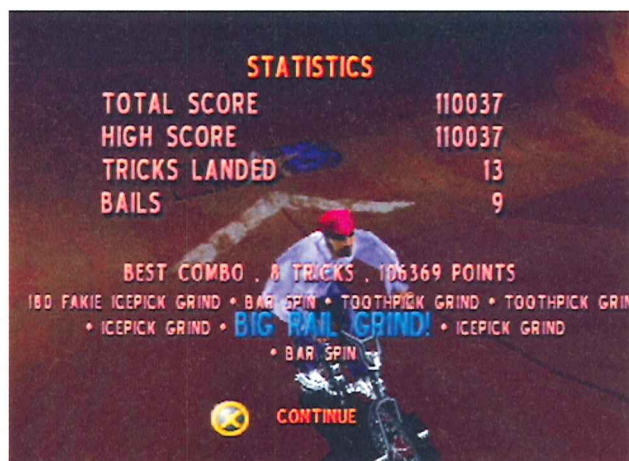 STATISTICS
TOTAL SCORE 110037
HIGH SCORE 110037
TRICKS LANDED 13
BAILS 9
BEST COMBO . 8 TRICKS . 106369 POINTS
180 FAKIE ICEPICK GRIND • BAR SPIN • TOOTHPICK GRIND • TOOTHPICK GRIN
• ICEPICK GRIND • BIG RAIL GRIND! • ICEPICK GRIND
• BAR SPIN
CONTINUE